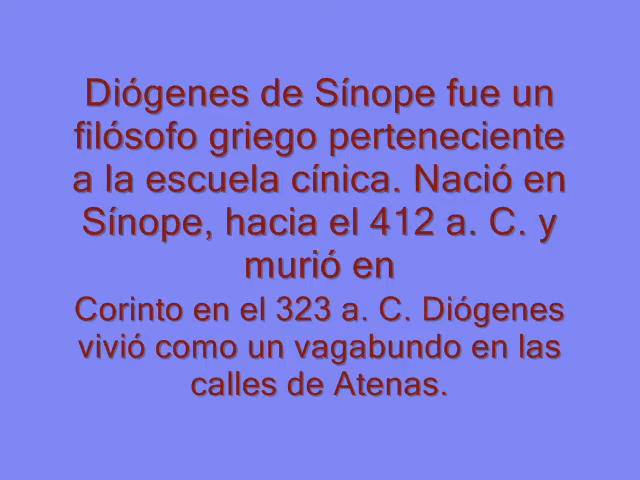 Diógenes de Sínope fue un
filósofo griego perteneciente
a la escuela cínica. Nació en
Sínope, hacia el 412 a. C. y
murió en
Corinto en el 323 a. C. Diógenes
vivió como un vagabundo en las
calles de Atenas.